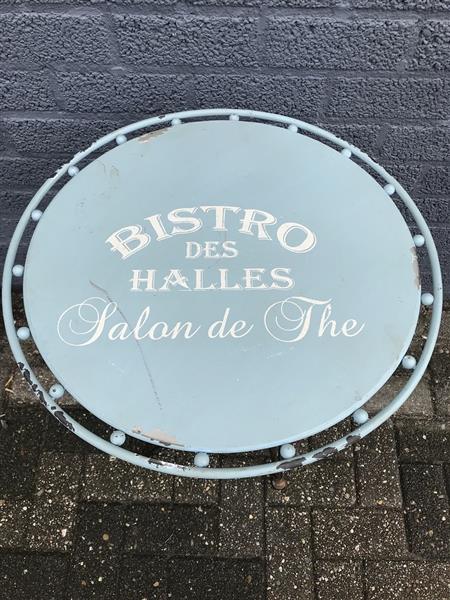 BISTRO
DES
HALLES
Salon de The